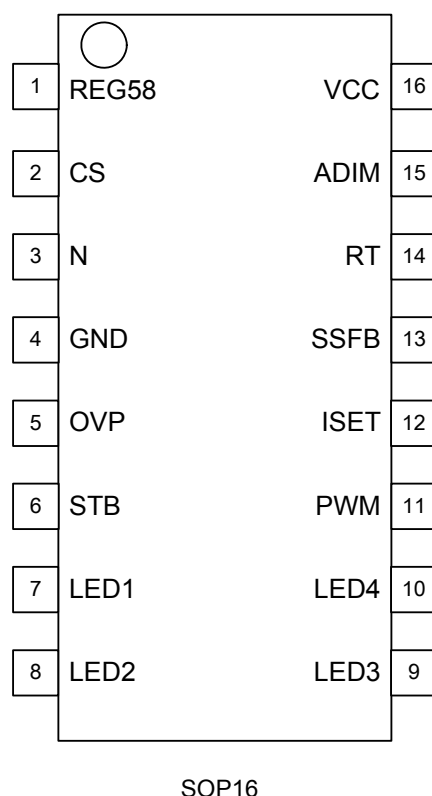 1 REG58 VCC 16
2 CS ADIM 15
3 N RT 14
4 GND SSFB 13
5 OVP ISET 12
6 STB PWM 11
7 LED1 LED4 10
8 LED2 LED3 9
SOP16